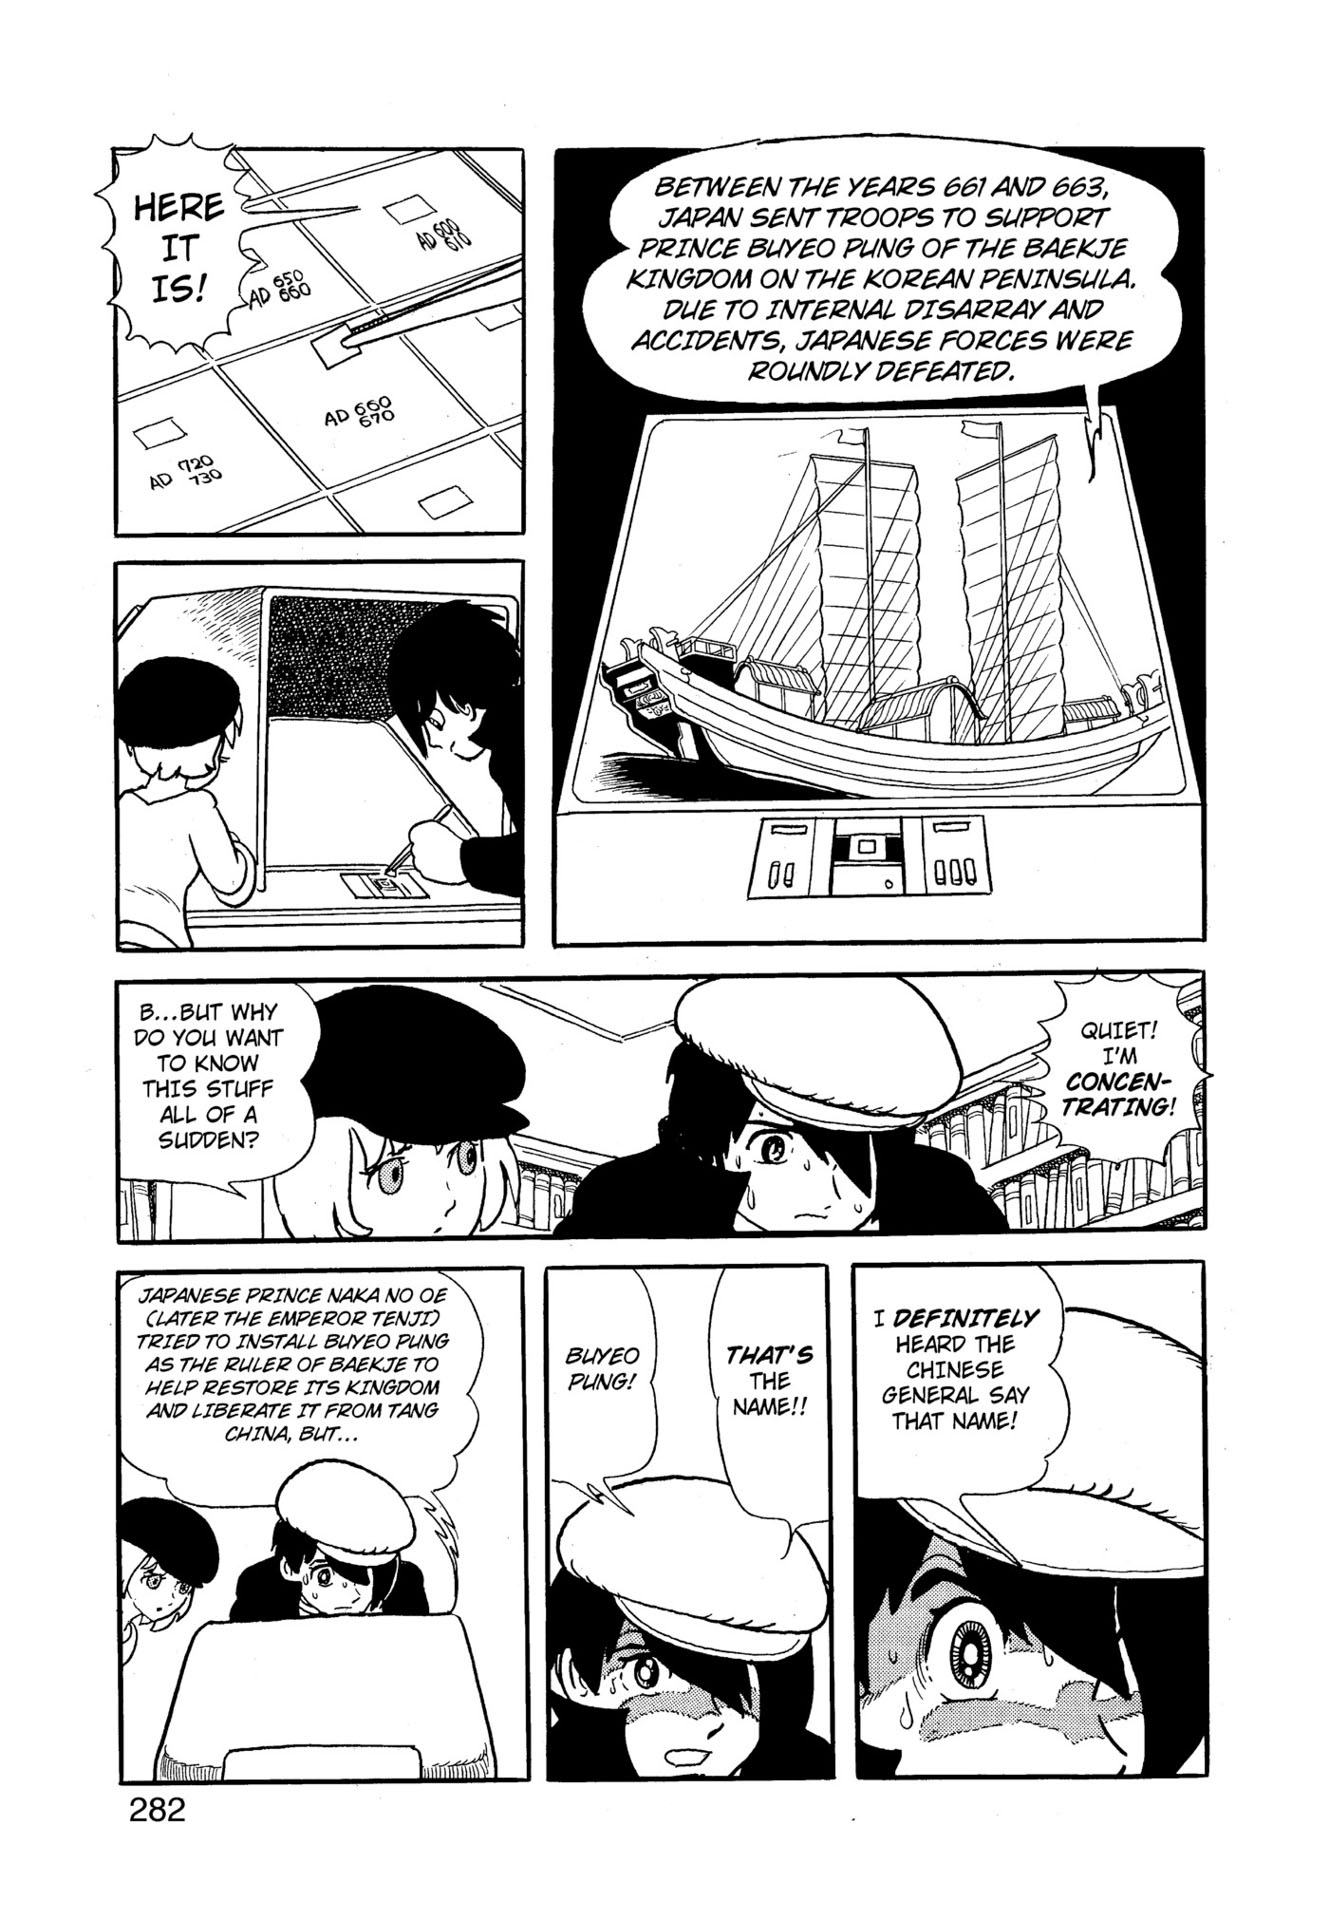 HERE
IT
IS!
AD 600
610
AD 650
660
AD 660
670
AD 720
730
BETWEEN THE YEARS 661 AND 663,
JAPAN SENT TROOPS TO SUPPORT
PRINCE BUYEO PUNG OF THE BAEKJE
KINGDOM ON THE KOREAN PENINSULA.
DUE TO INTERNAL DISARRAY AND
ACCIDENTS, JAPANESE FORCES WERE
ROUNDLY DEFEATED.
B...BUT WHY
DO YOU WANT
TO KNOW
THIS STUFF
ALL OF A
SUDDEN?
QUIET!
I'M
CONCEN-
TRATING!
JAPANESE PRINCE NAKA NO OE
(LATER THE EMPEROR TENJI)
TRIED TO INSTALL BUYEO PUNG
AS THE RULER OF BAEKJE TO
HELP RESTORE ITS KINGDOM
AND LIBERATE IT FROM TANG
CHINA, BUT...
BUYEO
PUNG!
THAT'S
THE
NAME!!
I DEFINITELY
HEARD THE
CHINESE
GENERAL SAY
THAT NAME!
282